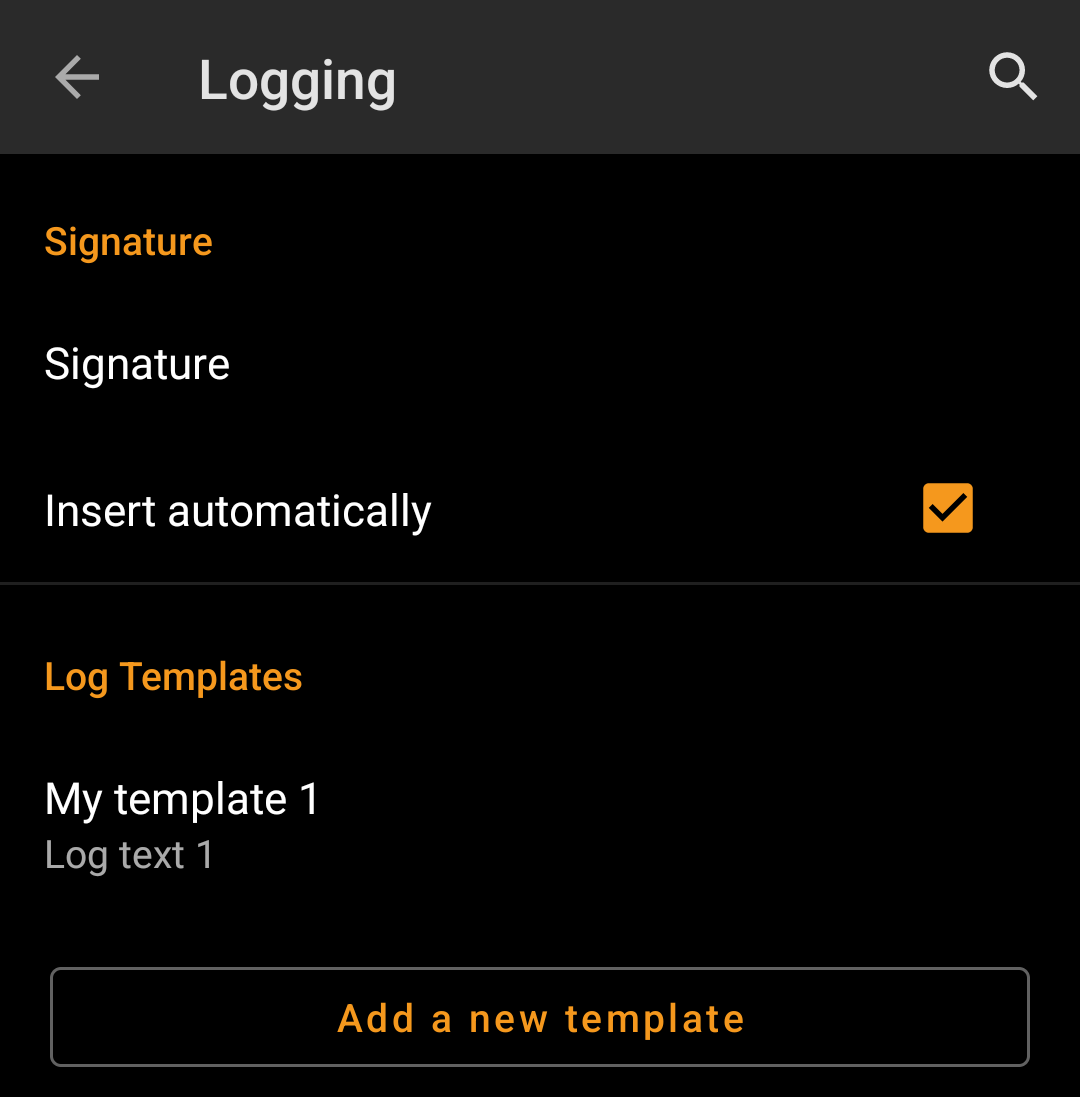 Logging
Signature
Signature
Insert automatically
Log Templates
My template 1
Log text 1
Add a new template